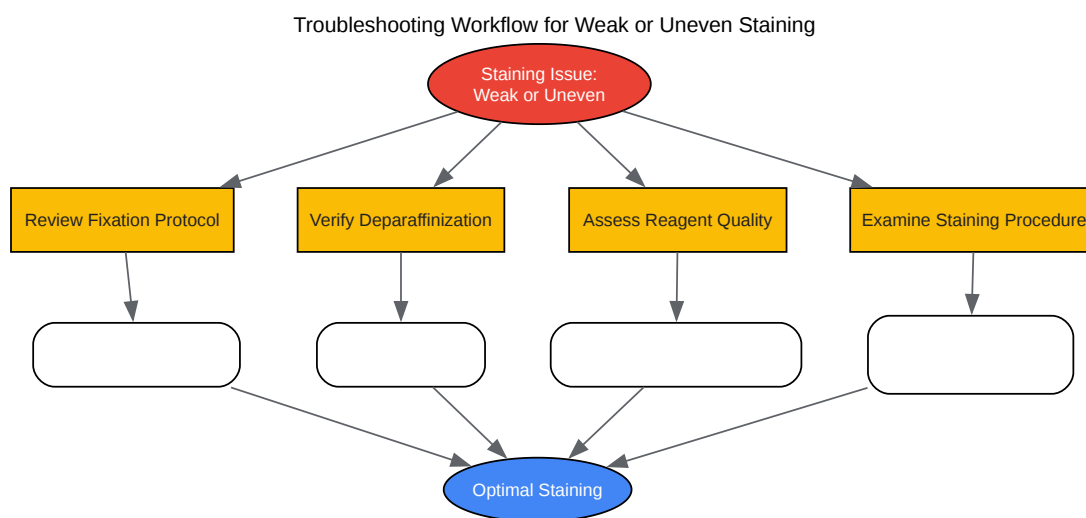 Troubleshooting Workflow for Weak or Uneven Staining
Staining Issue:
Weak or Uneven
Review Fixation Protocol
Verify Deparaffinization
Assess Reagent Quality
Examine Staining Procedure
Optimal Staining